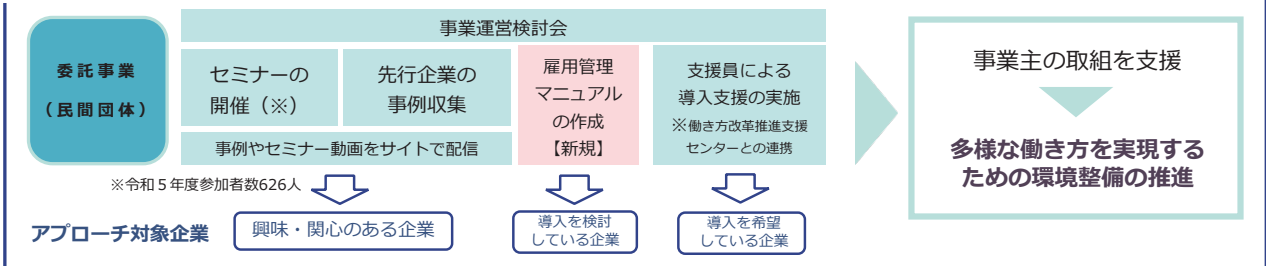 委託事業
（民間団体）
事業運営検討会
セミナーの
開催（※）
先行企業の
事例収集
事例やセミナー動画をサイトで配信
雇用管理
マニュアル
の作成
【新規】
支援員による
導入支援の実施
※働き方改革推進支援
センターとの連携
※令和５年度参加者数626人
アプローチ対象企業
興味・関心のある企業
導入を検討
している企業
導入を希望
している企業
事業主の取組を支援
多様な働き方を実現する
ための環境整備の推進